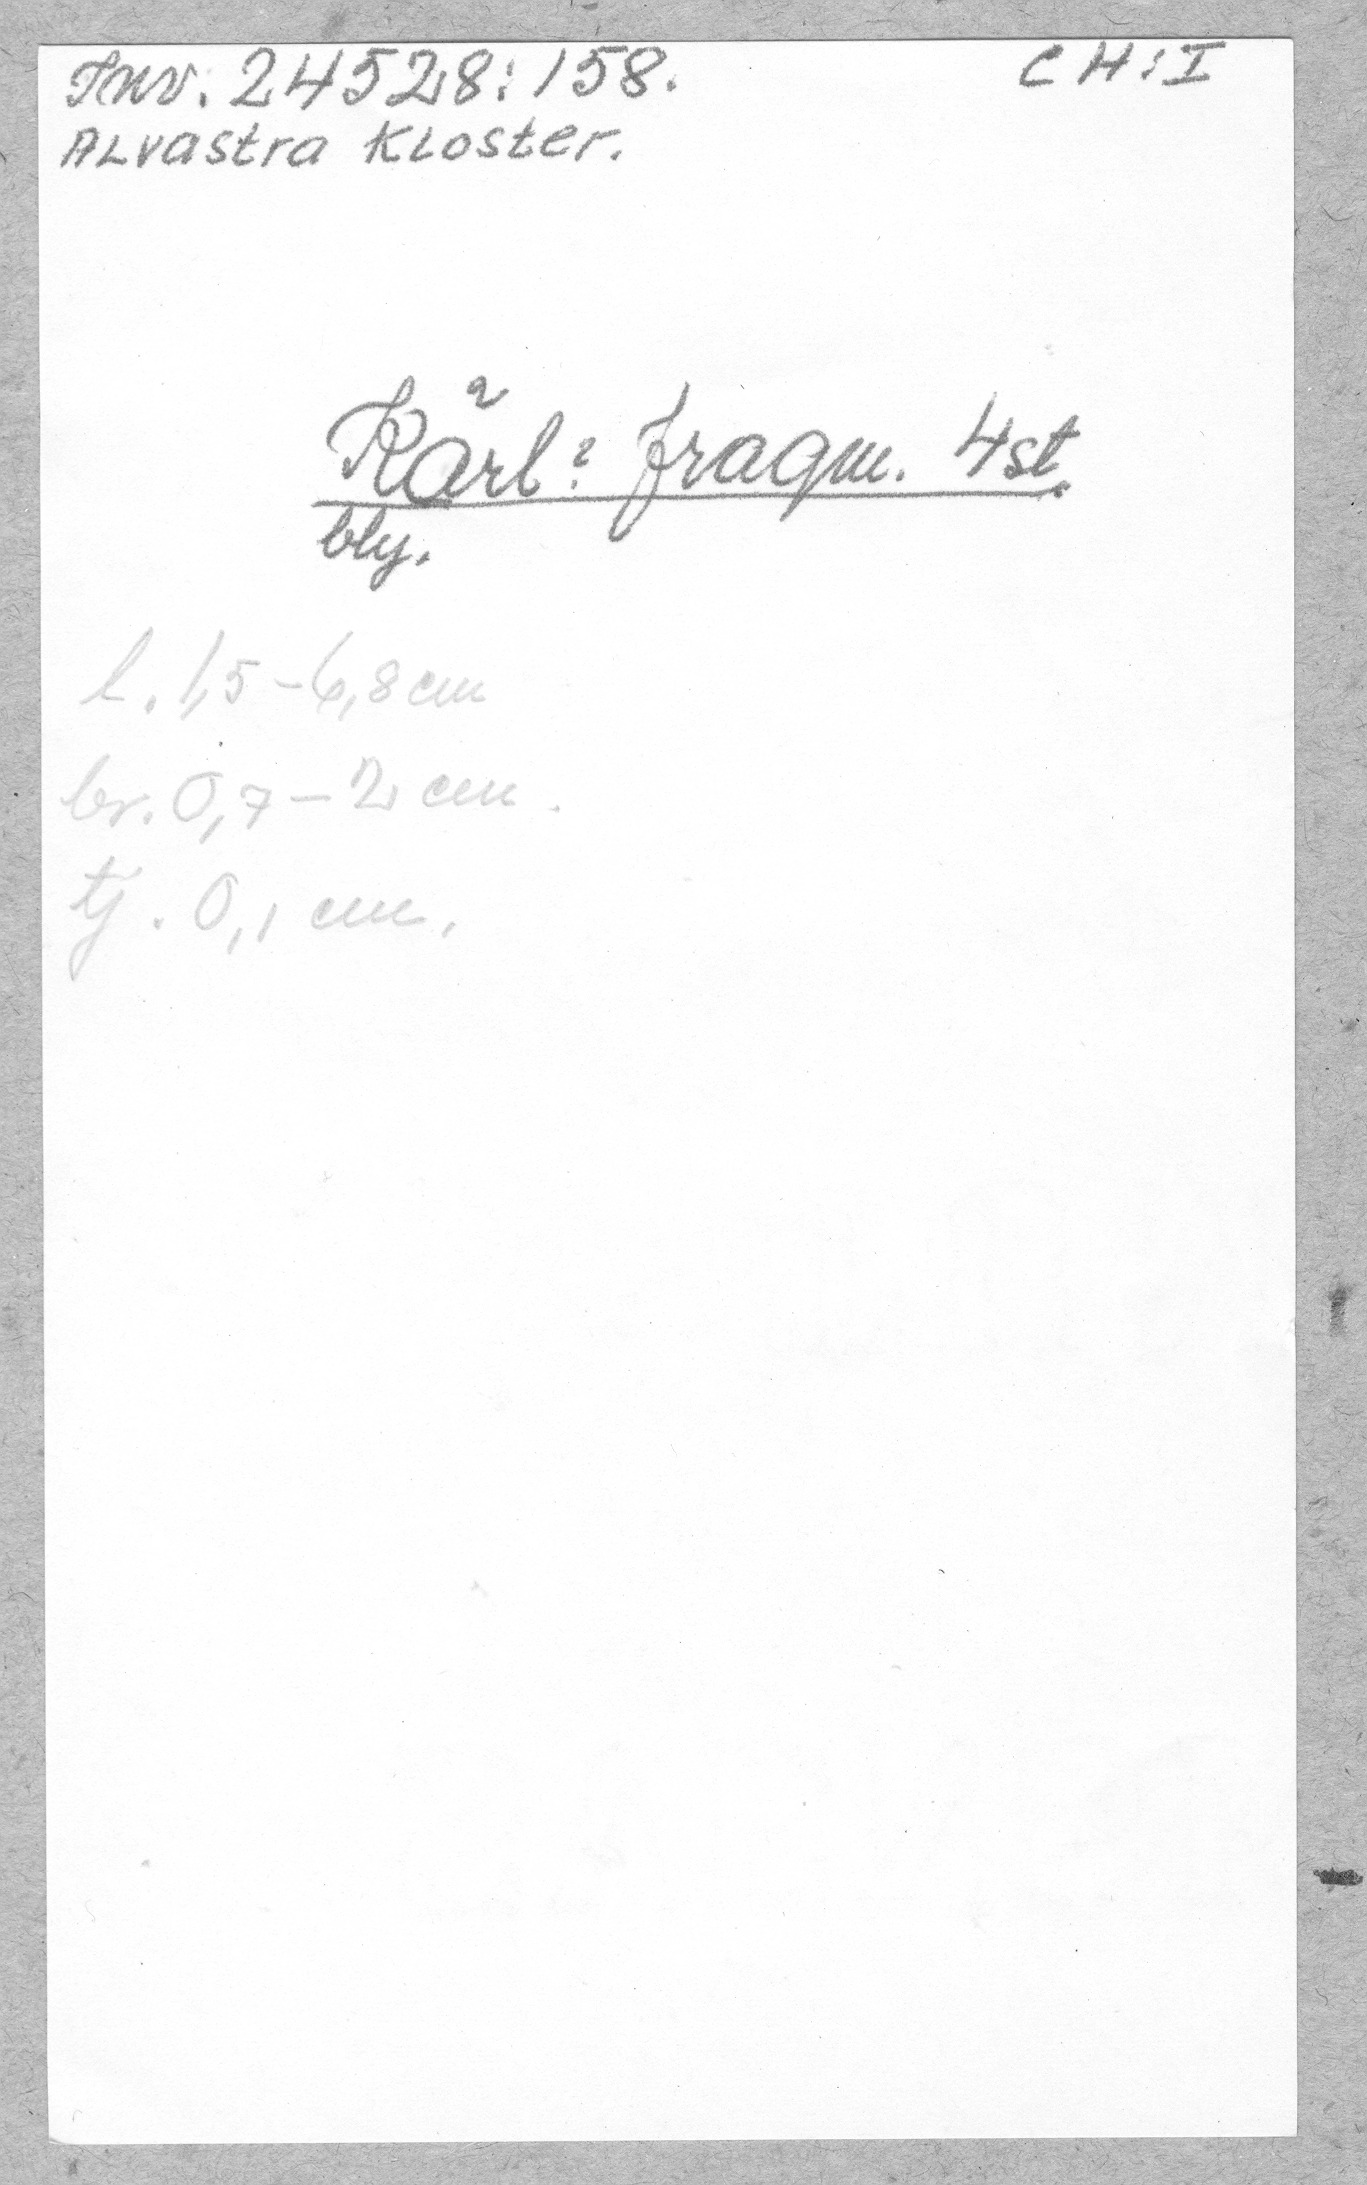 Inv. 24528:158. CH:I
Alvastra Kloster.
Kärl? fragm. 4st.
bly.
l. 1,5-6,8 cm
br. 0,7-2 cm.
tj. 0,1 cm.